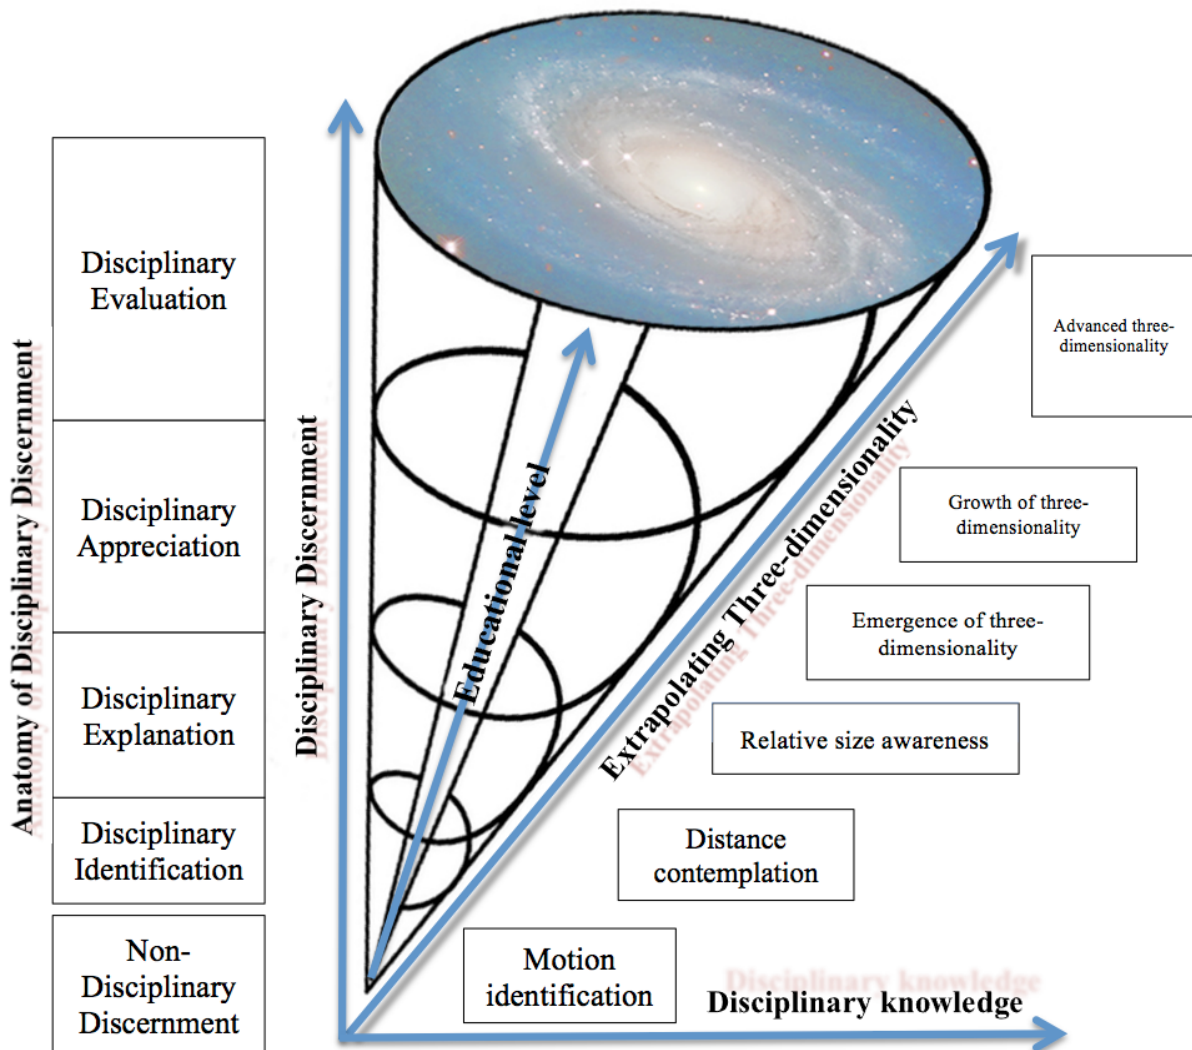 Anatomy of Disciplinary Discernment
Disciplinary
Evaluation
Disciplinary
Appreciation
Disciplinary
Explanation
Disciplinary
Identification
Non-
Disciplinary
Discernment
Disciplinary Discernment
Educational level
Extrapolating Three-dimensionality
Advanced three-
dimensionality
Growth of three-
dimensionality
Emergence of three-
dimensionality
Relative size awareness
Distance
contemplation
Motion
identification
Disciplinary knowledge